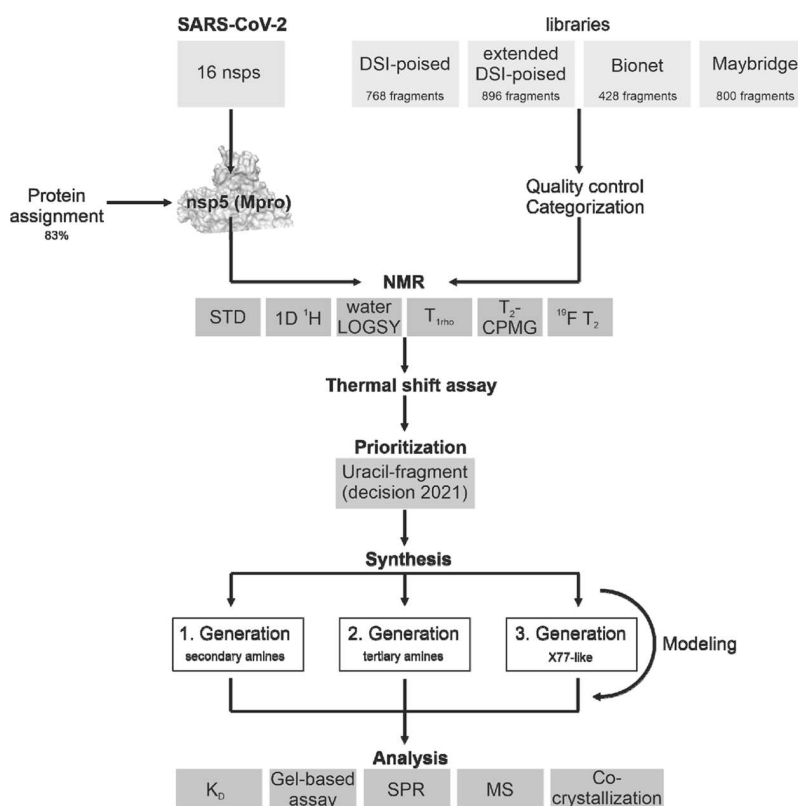 SARS-CoV-2
libraries
16 nsps
DSI-poised
768 fragments
extended
DSI-poised
896 fragments
Bionet
428 fragments
Maybridge
800 fragments
Protein
assignment
83%
nsp5 (Mpro)
Quality control
Categorization
NMR
STD
1D ¹H
water
LOGSY
T₁rho
T₂-
CPMG
¹⁹F T₂
Thermal shift assay
Prioritization
Uracil-fragment
(decision 2021)
Synthesis
1. Generation
secondary amines
2. Generation
tertiary amines
3. Generation
X77-like
Modeling
Analysis
K_D
Gel-based
assay
SPR
MS
Co-
crystallization